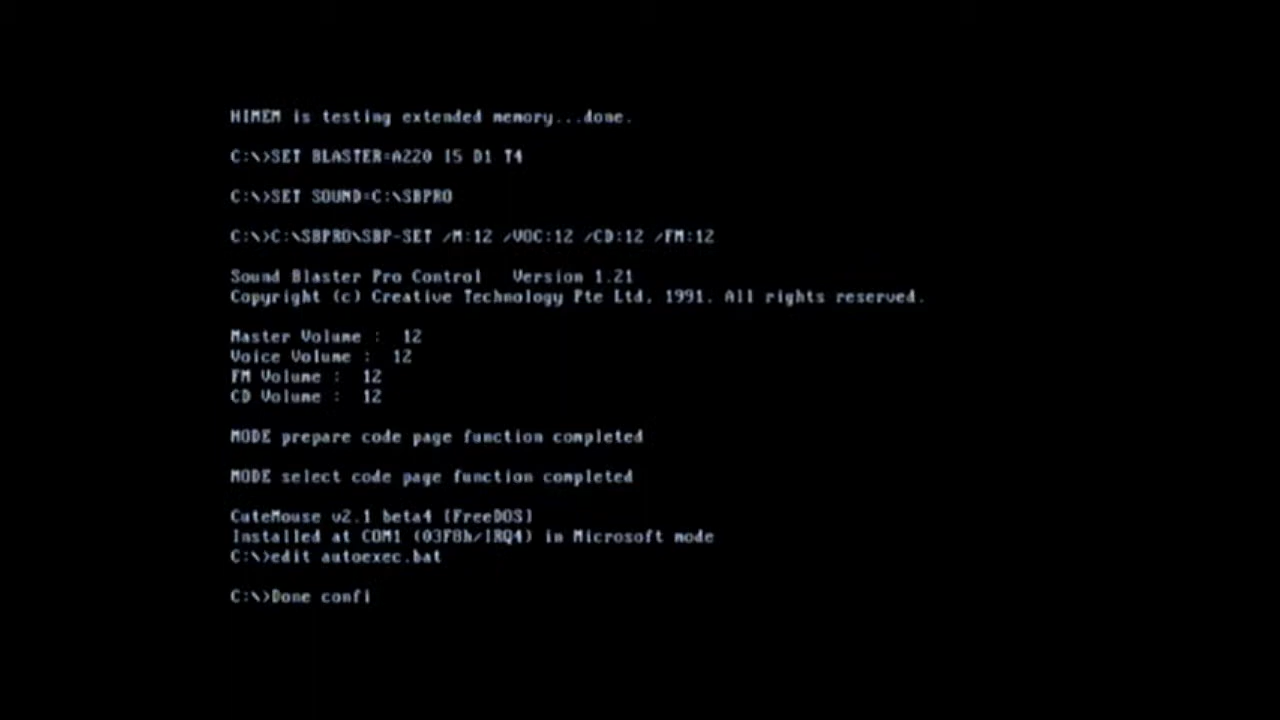 HIMEM is testing extended memory...done.
C:\>SET BLASTER=A220 I5 D1 T4
C:\>SET SOUND=C:\SBPRO
C:\>C:\SBPRO\SBP-SET /M:12 /VOC:12 /CD:12 /FM:12
Sound Blaster Pro Control   Version 1.21
Copyright (c) Creative Technology Pte Ltd, 1991. All rights reserved.
Master Volume :  12
Voice Volume :  12
FM Volume :  12
CD Volume :  12
MODE prepare code page function completed
MODE select code page function completed
CuteMouse v2.1 beta4 [FreeDOS]
Installed at COM1 (03F8h/IRQ4) in Microsoft mode
C:\>edit autoexec.bat
C:\>Done confi